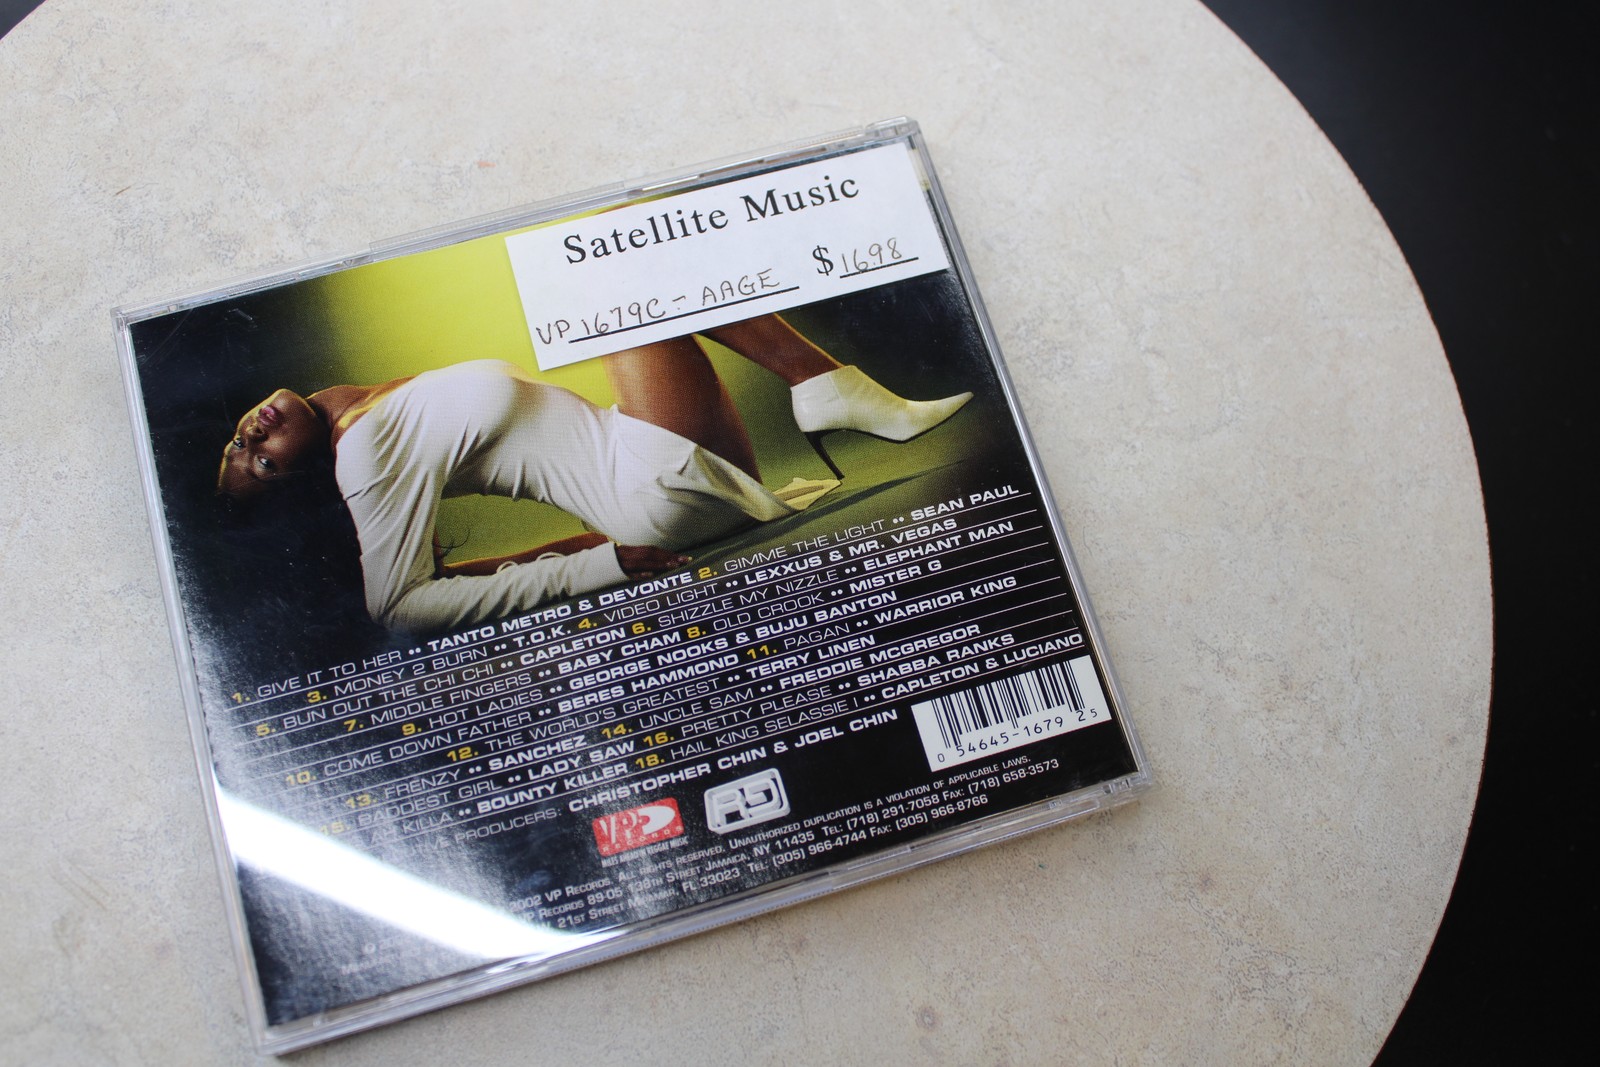 Satellite Music
VP 1679C - AAGE $16.98
1. GIVE IT TO HER •• TANTO METRO & DEVONTE 2. GIMME THE LIGHT •• SEAN PAUL
3. MONEY 2 BURN •• T.O.K. 4. VIDEO LIGHT •• LEXXUS & MR. VEGAS
5. BUN OUT THE CHI CHI •• CAPLETON 6. SHIZZLE MY NIZZLE •• ELEPHANT MAN
7. MIDDLE FINGERS •• BABY CHAM 8. OLD CROOK •• MISTER G
9. HOT LADIES •• GEORGE NOOKS & BUJU BANTON
10. COME DOWN FATHER •• BERES HAMMOND 11. PAGAN •• WARRIOR KING
12. THE WORLD'S GREATEST •• TERRY LINEN
13. FRENZY •• SANCHEZ 14. UNCLE SAM •• FREDDIE MCGREGOR
15. BADDEST GIRL •• LADY SAW 16. PRETTY PLEASE •• SHABBA RANKS
KILLA •• BOUNTY KILLER 18. HAIL KING SELASSIE I •• CAPLETON & LUCIANO
PRODUCERS: CHRISTOPHER CHIN & JOEL CHIN
0 54645-1679 2 5
VP RECORDS
MILES AHEAD IN REGGAE MUSIC
2002 VP RECORDS. ALL RIGHTS RESERVED. UNAUTHORIZED DUPLICATION IS A VIOLATION OF APPLICABLE LAWS.
VP RECORDS 89-05 138TH STREET JAMAICA, NY 11435 TEL: (718) 291-7058 FAX: (718) 658-3573
21ST STREET MIRAMAR, FL 33023 TEL: (305) 966-4744 FAX: (305) 966-8766